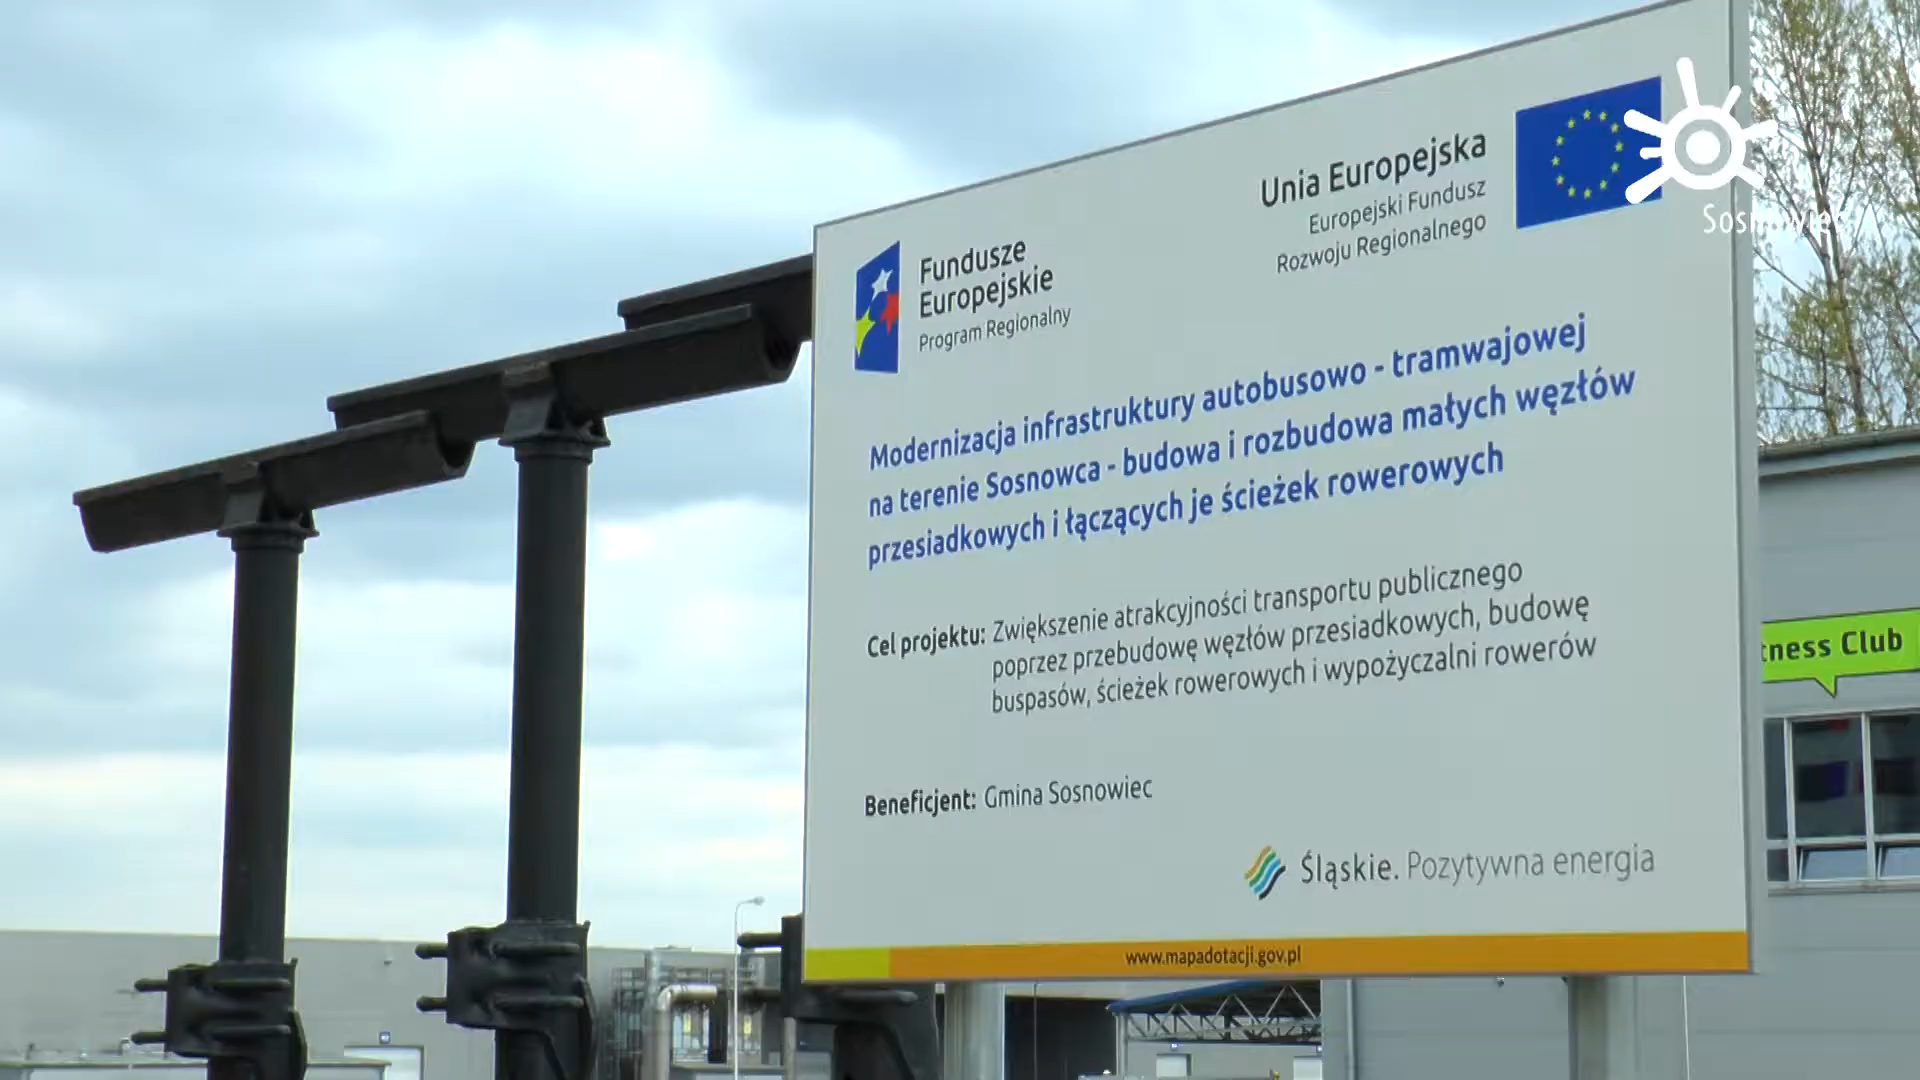 Fundusze
Europejskie
Program Regionalny
Unia Europejska
Europejski Fundusz
Rozwoju Regionalnego
Sosnowiec
Modernizacja infrastruktury autobusowo - tramwajowej
na terenie Sosnowca - budowa i rozbudowa małych węzłów
przesiadkowych i łączących je ścieżek rowerowych
Cel projektu: Zwiększenie atrakcyjności transportu publicznego
poprzez przebudowę węzłów przesiadkowych, budowę
buspasów, ścieżek rowerowych i wypożyczalni rowerów
Beneficjent: Gmina Sosnowiec
Śląskie. Pozytywna energia
www.mapadotacji.gov.pl
tness Club